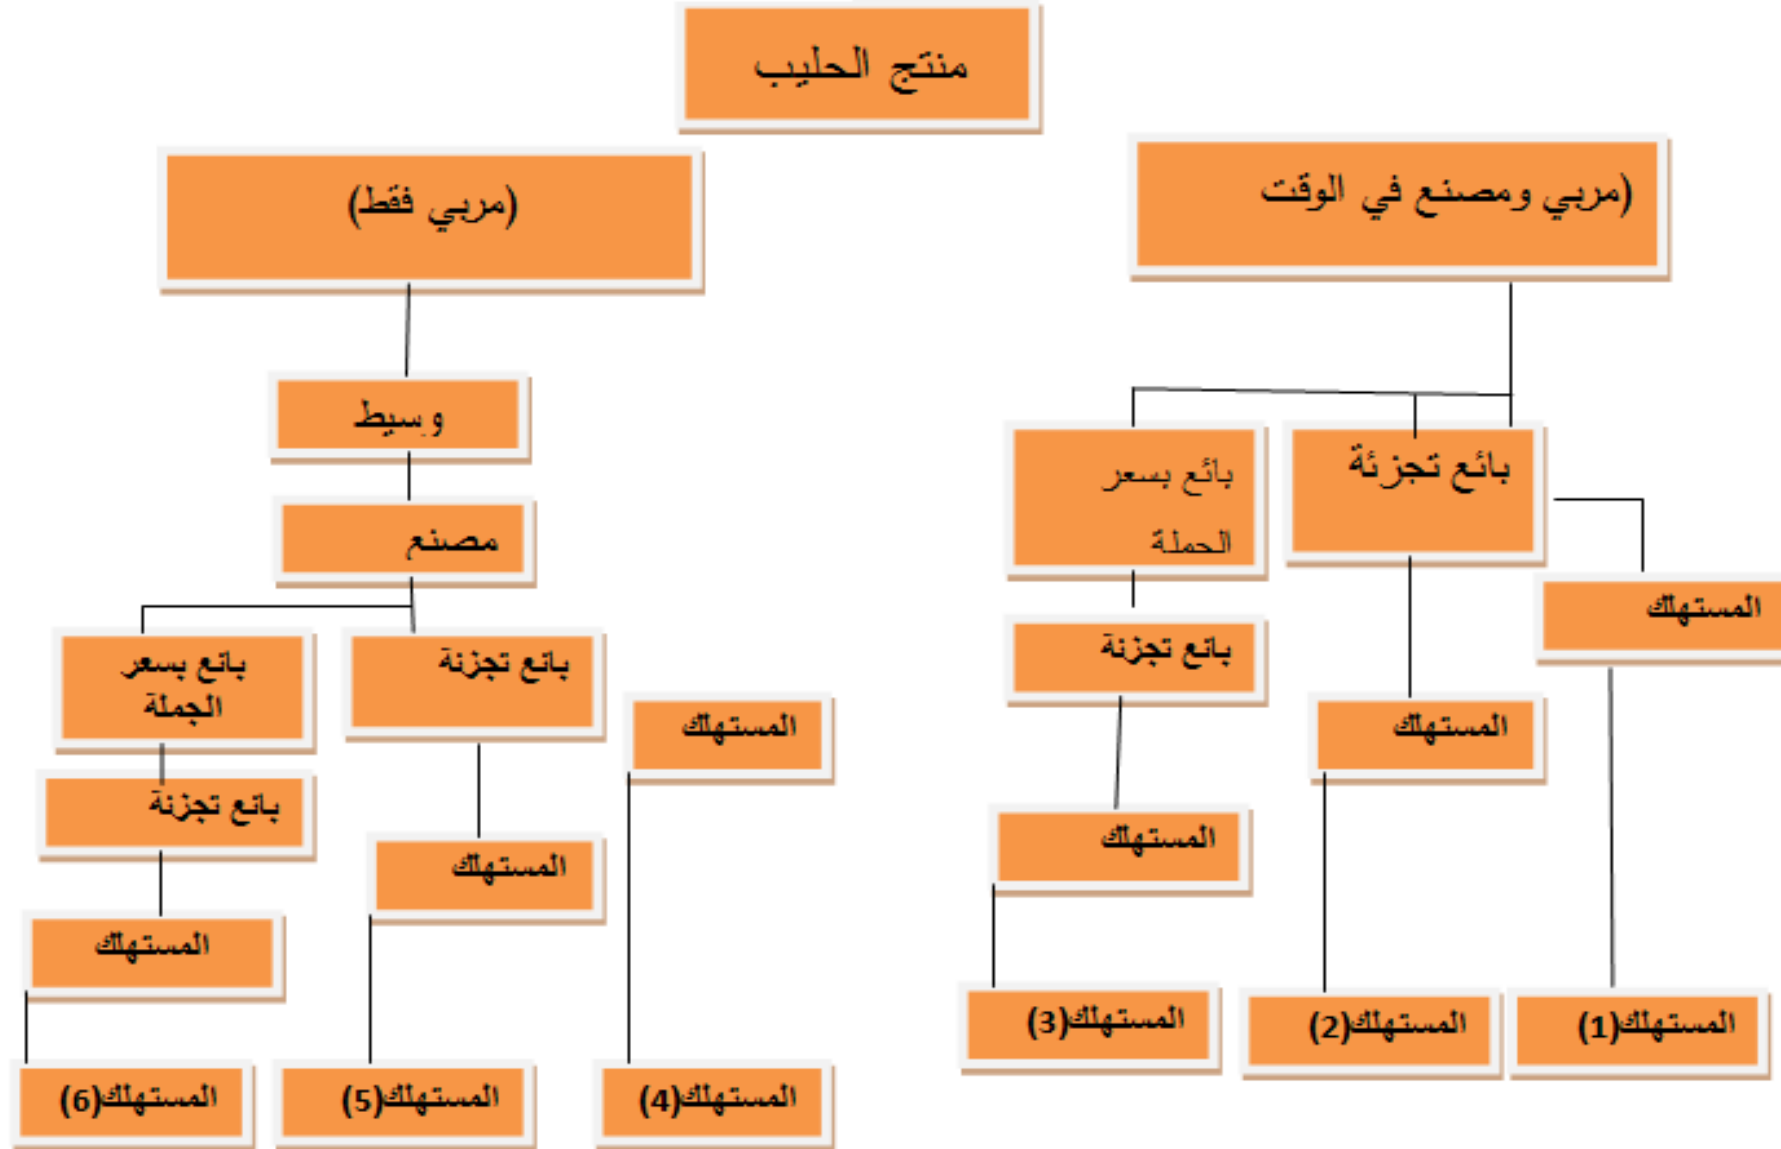 منتج الحليب
(مربي ومصنع في الوقت
(مربي فقط)
وسيط
بائع تجزئة
بائع بسعر
الجملة
مصنع
المستهلك
بائع تجزئة
بائع تجزئة
بائع بسعر
الجملة
المستهلك
المستهلك
بائع تجزئة
المستهلك
المستهلك
المستهلك
المستهلك(1)
المستهلك(2)
المستهلك(3)
المستهلك(4)
المستهلك(5)
المستهلك(6)